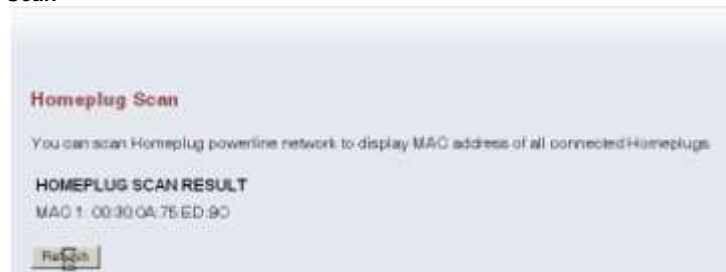 Scan
Homeplug Scan
You can scan Homeplug powerline network to display MAC address of all connected Homeplugs.
HOMEPLUG SCAN RESULT
MAC 1: 00:30:0A:75:ED:9C
Refresh